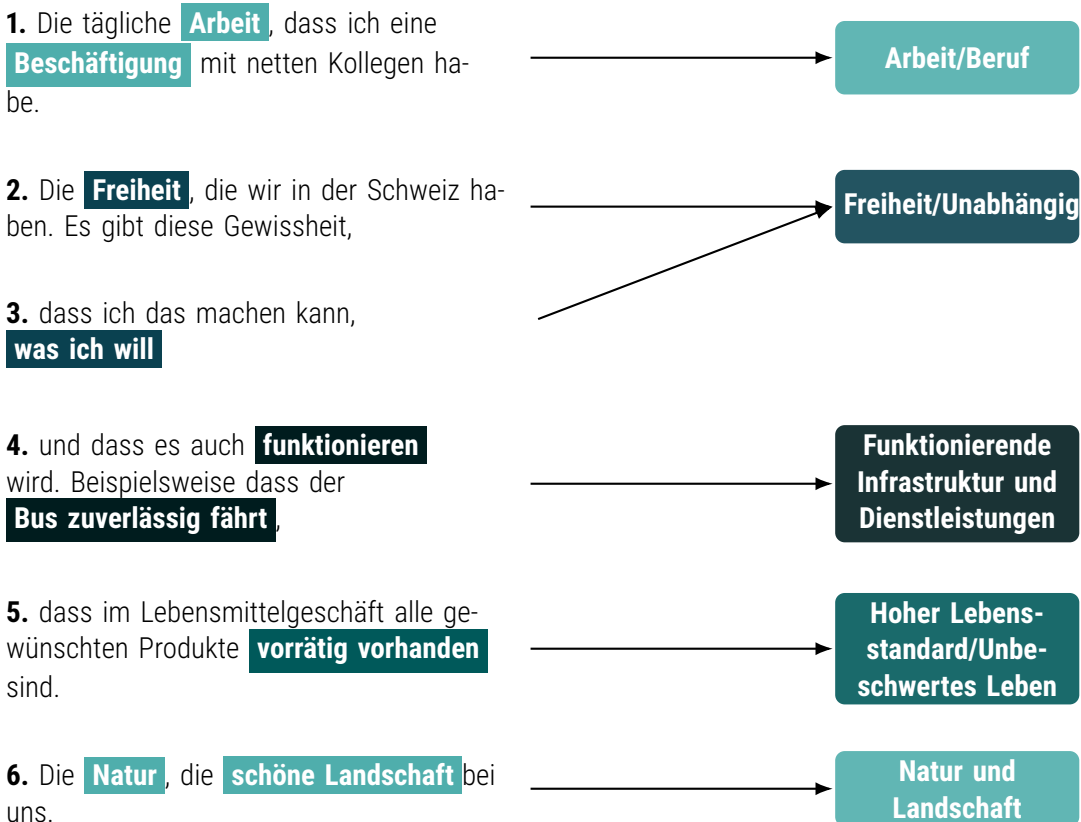 1. Die tägliche Arbeit, dass ich eine
Beschäftigung mit netten Kollegen ha-
be.
Arbeit/Beruf
2. Die Freiheit, die wir in der Schweiz ha-
ben. Es gibt diese Gewissheit,
Freiheit/Unabhängig
3. dass ich das machen kann,
was ich will
4. und dass es auch funktionieren
wird. Beispielsweise dass der
Bus zuverlässig fährt,
Funktionierende
Infrastruktur und
Dienstleistungen
5. dass im Lebensmittelgeschäft alle ge-
wünschten Produkte vorrätig vorhanden
sind.
Hoher Lebens-
standard/Unbe-
schwertes Leben
6. Die Natur, die schöne Landschaft bei
uns.
Natur und
Landschaft